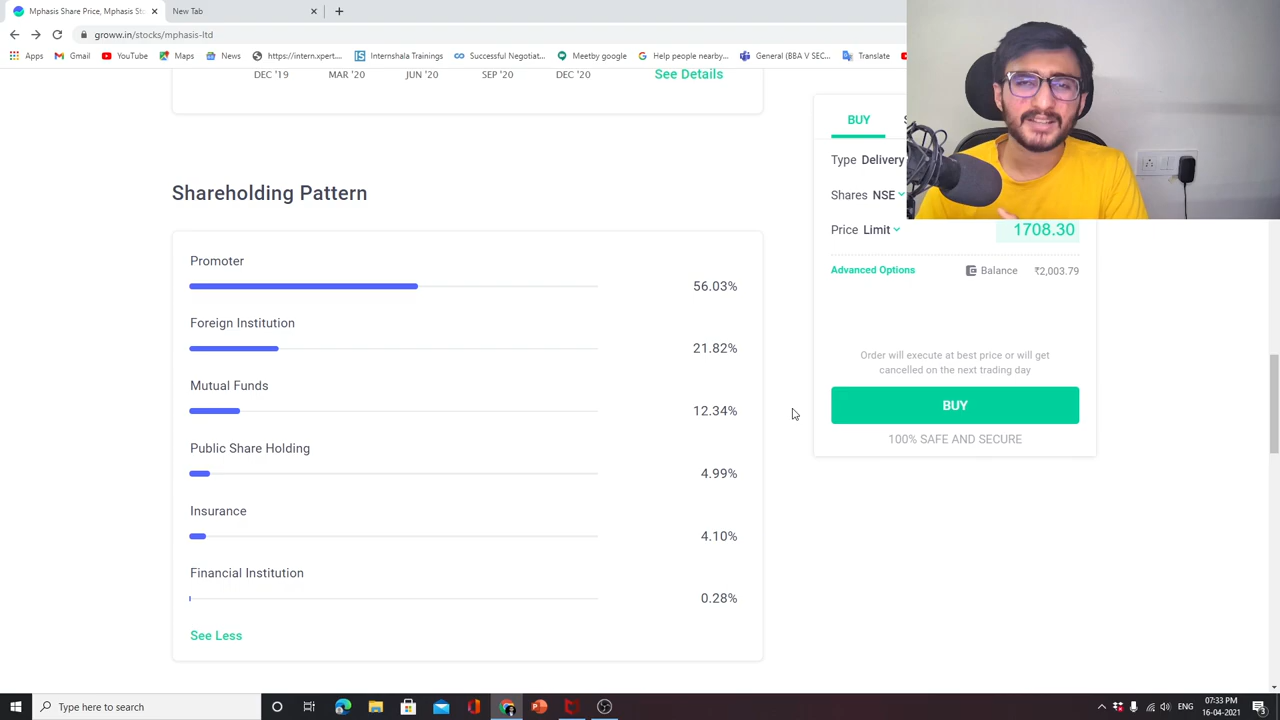 Mphasis Share Price, Mphasis St
New Tab
groww.in/stocks/mphasis-ltd
Apps
Gmail
YouTube
Maps
News
https://intern.xpert....
Internshala Trainings
Successful Negotiat...
Meetby google
Help people nearby...
General (BBA V SEC...
Translate
DEC '19 MAR '20 JUN '20 SEP '20 DEC '20
See Details
Shareholding Pattern
Promoter
56.03%
Foreign Institution
21.82%
Mutual Funds
12.34%
Public Share Holding
4.99%
Insurance
4.10%
Financial Institution
0.28%
See Less
BUY
Type Delivery
Shares NSE
Price Limit
1708.30
Advanced Options
Balance ₹2,003.79
Order will execute at best price or will get
cancelled on the next trading day
BUY
100% SAFE AND SECURE
Type here to search
ENG
07:33 PM
16-04-2021